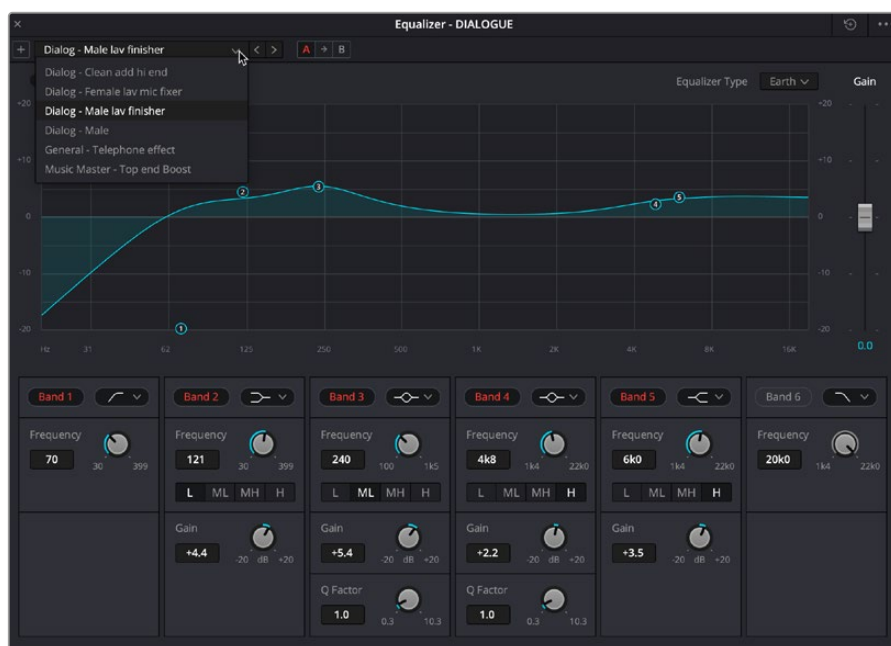 Equalizer - DIALOGUE
Dialog - Male lav finisher
A
B
Dialog - Clean add hi end
Dialog - Female lav mic fixer
Dialog - Male lav finisher
Dialog - Male
General - Telephone effect
Music Master - Top end Boost
Equalizer Type
Earth
Gain
+20
+20
+10
+10
0
0
-10
-10
-20
-20
1
2
3
4
5
Hz 31 62 125 250 500 1K 2K 4K 8K 16K
0.0
Band 1
Band 2
Band 3
Band 4
Band 5
Band 6
Frequency
70
30 399
Frequency
121
30 399
L ML MH H
Gain
+4.4
-20 dB +20
Frequency
240
100 1k5
L ML MH H
Gain
+5.4
-20 dB +20
Q Factor
1.0
0.3 10.3
Frequency
4k8
1k4 22k0
L ML MH H
Gain
+2.2
-20 dB +20
Q Factor
1.0
0.3 10.3
Frequency
6k0
1k4 22k0
L ML MH H
Gain
+3.5
-20 dB +20
Frequency
20k0
1k4 22k0